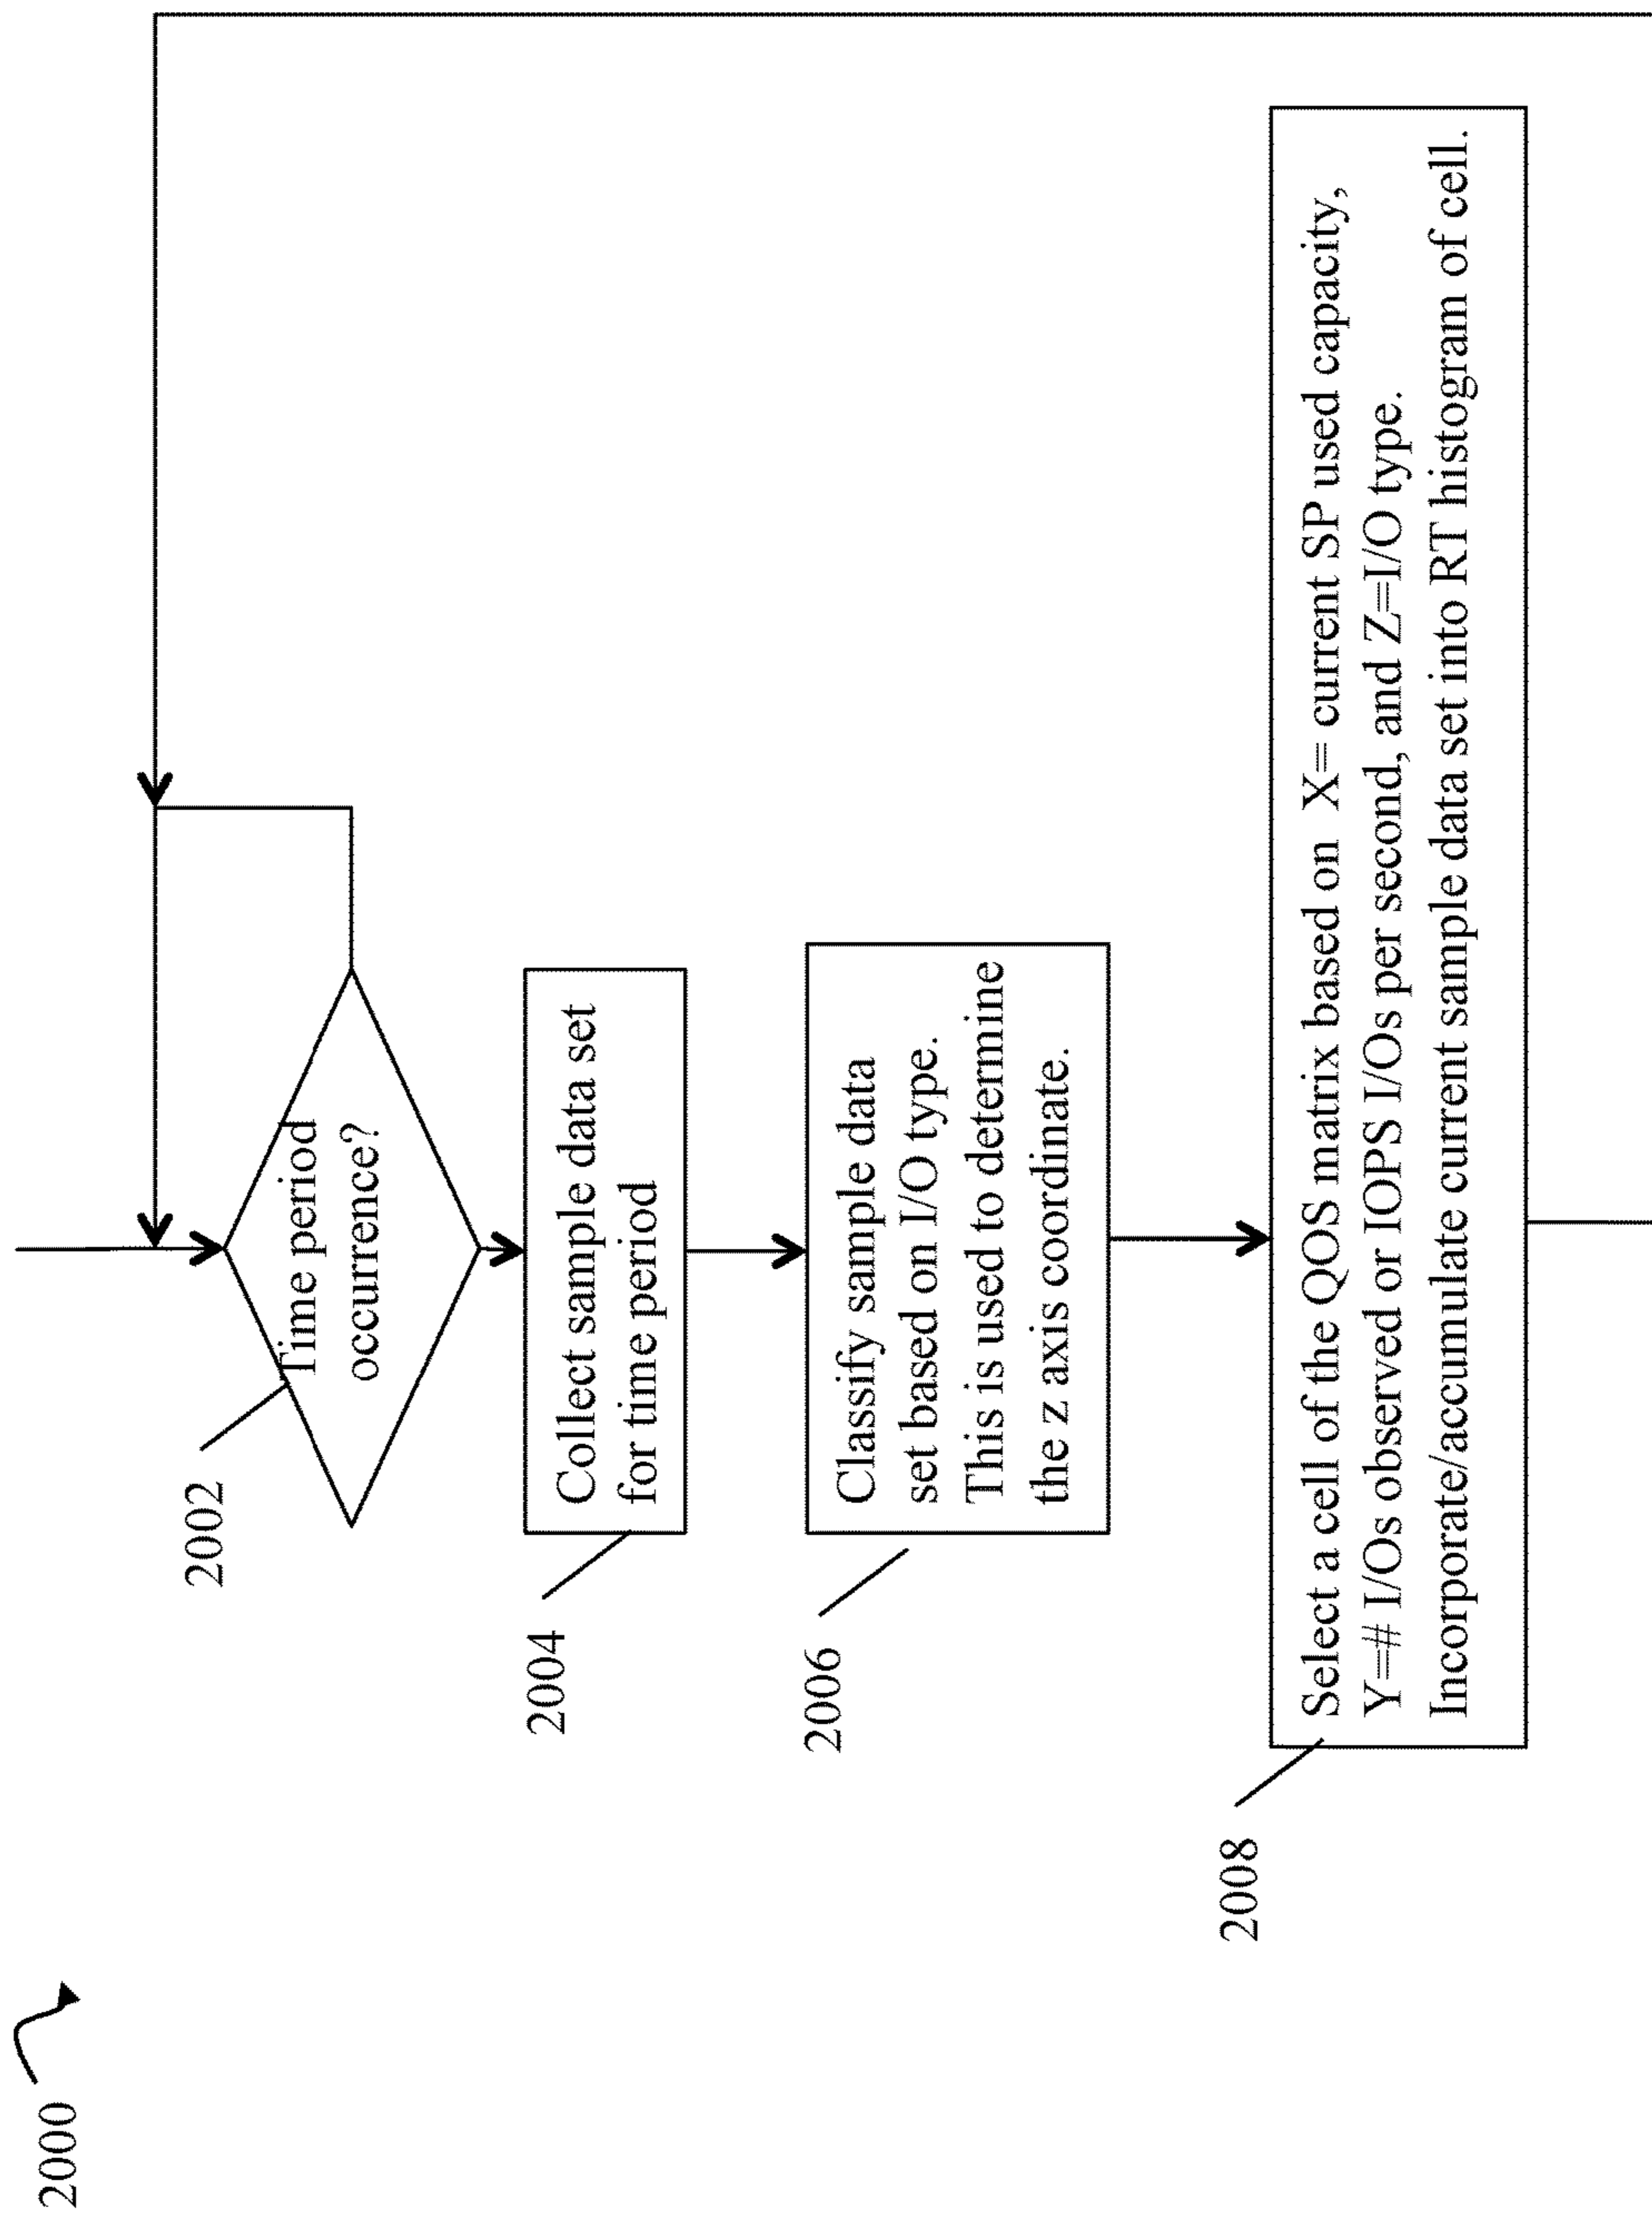 2000
2002
Time period
occurrence?
2004
Collect sample data set
for time period
2006
Classify sample data
set based on I/O type.
This is used to determine
the z axis coordinate.
2008
Select a cell of the QOS matrix based on X= current SP used capacity,
Y=# I/Os observed or IOPS I/Os per second, and Z=I/O type.
Incorporate/accumulate current sample data set into RT histogram of cell.